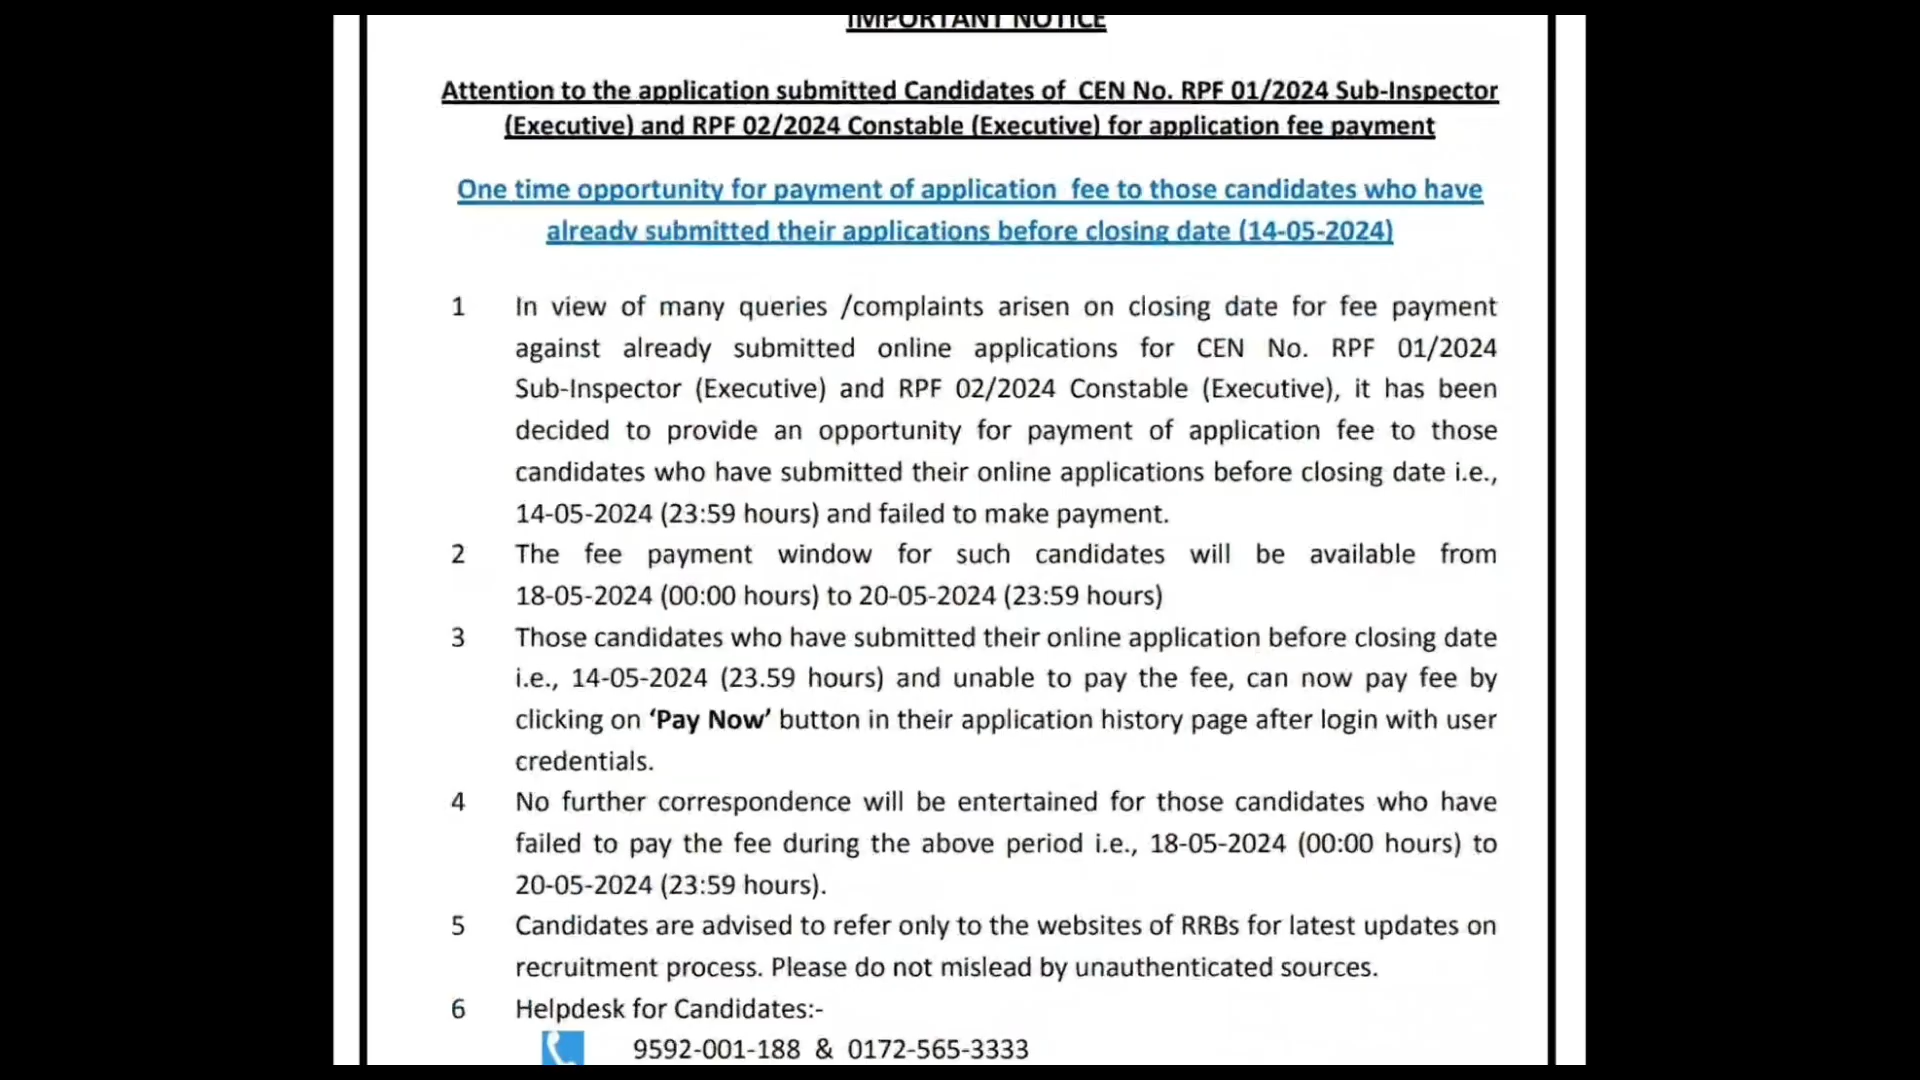 IMPORTANT NOTICE
Attention to the application submitted Candidates of CEN No. RPF 01/2024 Sub-Inspector
(Executive) and RPF 02/2024 Constable (Executive) for application fee payment
One time opportunity for payment of application fee to those candidates who have
already submitted their applications before closing date (14-05-2024)
1 In view of many queries /complaints arisen on closing date for fee payment
against already submitted online applications for CEN No. RPF 01/2024
Sub-Inspector (Executive) and RPF 02/2024 Constable (Executive), it has been
decided to provide an opportunity for payment of application fee to those
candidates who have submitted their online applications before closing date i.e.,
14-05-2024 (23:59 hours) and failed to make payment.
2 The fee payment window for such candidates will be available from
18-05-2024 (00:00 hours) to 20-05-2024 (23:59 hours)
3 Those candidates who have submitted their online application before closing date
i.e., 14-05-2024 (23.59 hours) and unable to pay the fee, can now pay fee by
clicking on ‘Pay Now’ button in their application history page after login with user
credentials.
4 No further correspondence will be entertained for those candidates who have
failed to pay the fee during the above period i.e., 18-05-2024 (00:00 hours) to
20-05-2024 (23:59 hours).
5 Candidates are advised to refer only to the websites of RRBs for latest updates on
recruitment process. Please do not mislead by unauthenticated sources.
6 Helpdesk for Candidates:-
9592-001-188 & 0172-565-3333